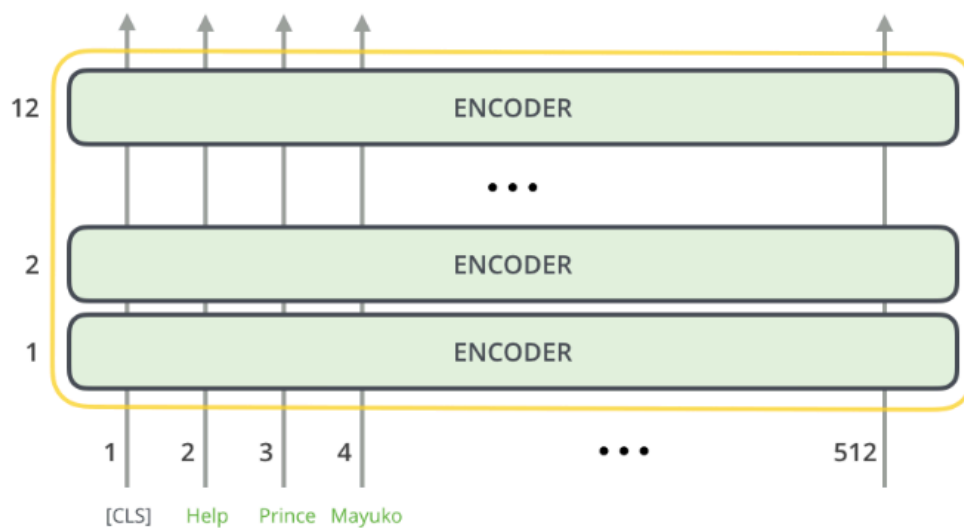 12 ENCODER
...
2 ENCODER
1 ENCODER
1 2 3 4 ... 512
[CLS] Help Prince Mayuko